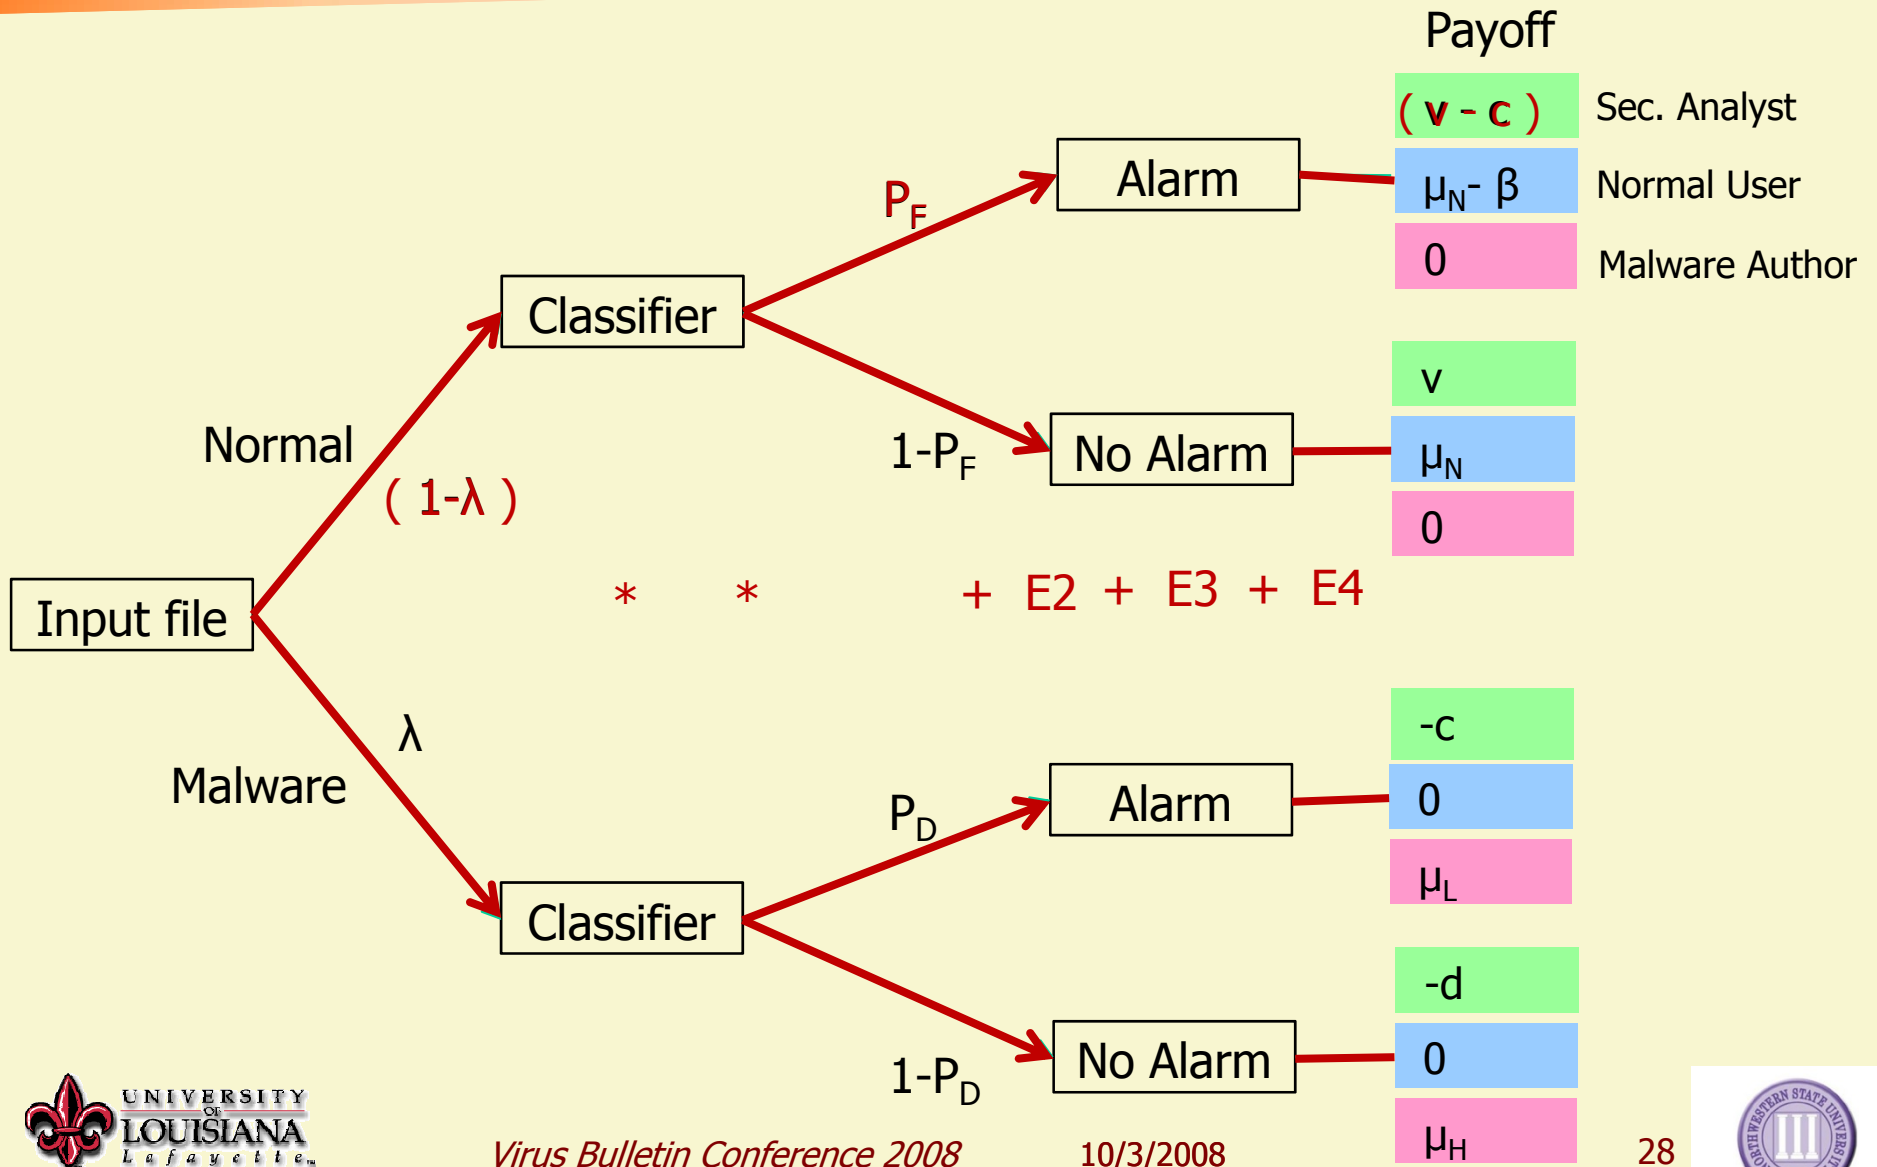 Payoff
( v - c ) Sec. Analyst
μN- β Normal User
0 Malware Author
Alarm
PF
Classifier
v
1-PF
No Alarm
μN
0
Normal
( 1-λ )
* * + E2 + E3 + E4
Input file
λ
Malware
-c
PD
Alarm
0
μL
Classifier
-d
1-PD
No Alarm
0
μH
UNIVERSITY
OF
LOUISIANA
Lafayette™
Virus Bulletin Conference 2008 10/3/2008 28